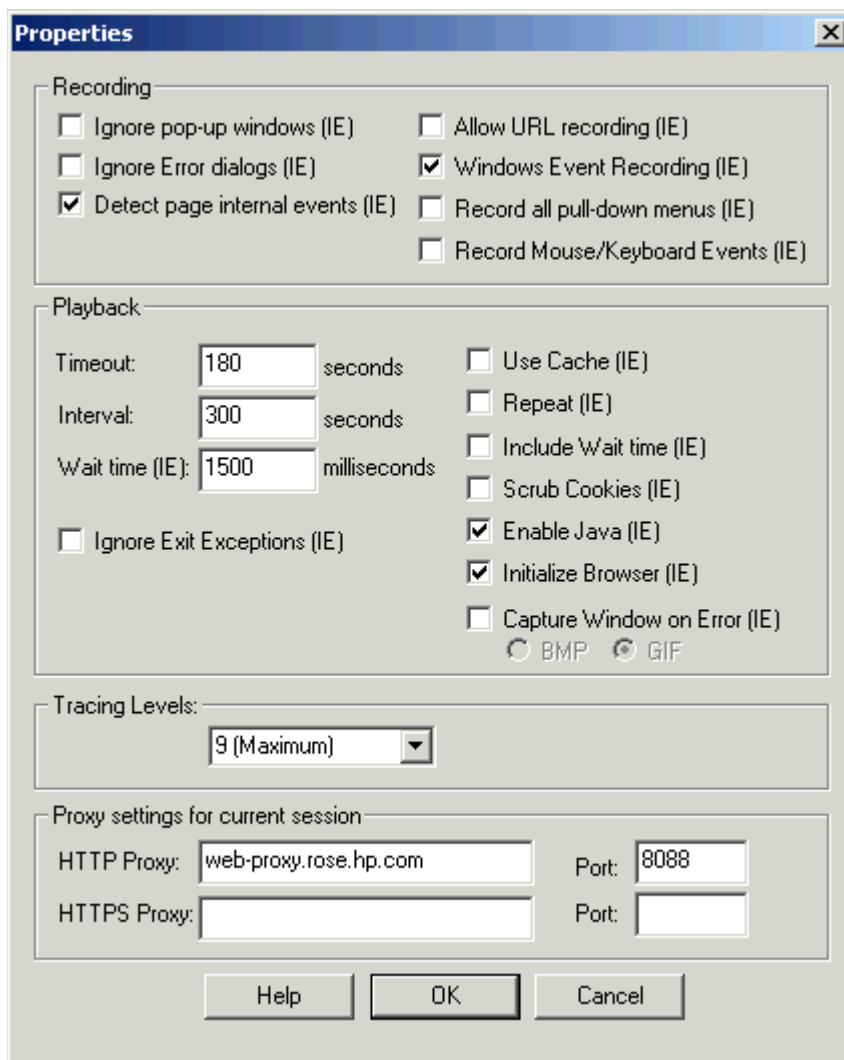 Properties
Recording
Ignore pop-up windows (IE)
Allow URL recording (IE)
Ignore Error dialogs (IE)
Windows Event Recording (IE)
Detect page internal events (IE)
Record all pull-down menus (IE)
Record Mouse/Keyboard Events (IE)
Playback
Timeout: 180 seconds
Use Cache (IE)
Repeat (IE)
Interval: 300 seconds
Include Wait time (IE)
Wait time (IE): 1500 milliseconds
Scrub Cookies (IE)
Ignore Exit Exceptions (IE)
Enable Java (IE)
Initialize Browser (IE)
Capture Window on Error (IE)
BMP GIF
Tracing Levels:
9 (Maximum)
Proxy settings for current session
HTTP Proxy: web-proxy.rose.hp.com Port: 8088
HTTPS Proxy: Port:
Help OK Cancel